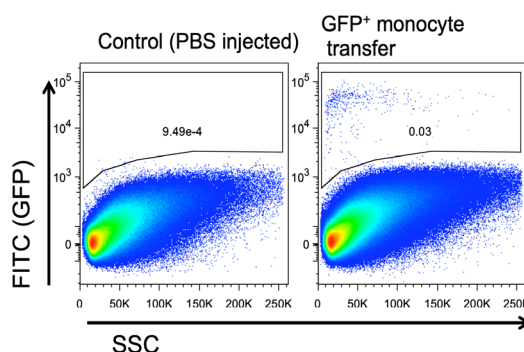 Control (PBS injected)
GFP⁺ monocyte
transfer
FITC (GFP)
10⁵
10⁴
10³
0
9.49e-4
0
50K
100K
150K
200K
250K
10⁵
10⁴
10³
0
0.03
0
50K
100K
150K
200K
250K
SSC